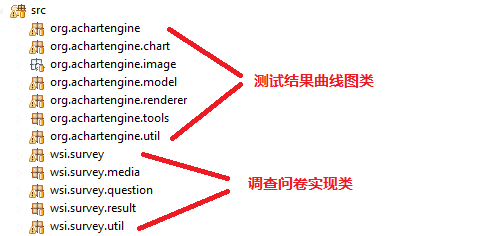 src
org.achartengine
org.achartengine.chart
org.achartengine.image
org.achartengine.model
org.achartengine.renderer
org.achartengine.tools
org.achartengine.util
wsi.survey
wsi.survey.media
wsi.survey.question
wsi.survey.result
wsi.survey.util
测试结果曲线图类
调查问卷实现类